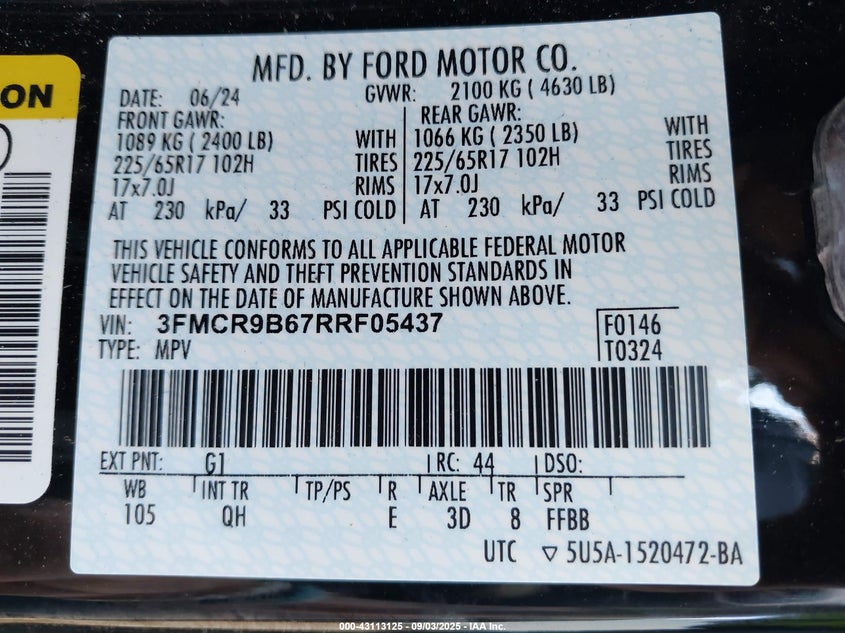 ON
MFD. BY FORD MOTOR CO.
DATE: 06/24 GVWR: 2100 KG ( 4630 LB)
FRONT GAWR: REAR GAWR:
1089 KG ( 2400 LB) WITH 1066 KG ( 2350 LB) WITH
225/65R17 102H TIRES 225/65R17 102H TIRES
17x7.0J RIMS 17x7.0J RIMS
AT 230 kPa/ 33 PSI COLD AT 230 kPa/ 33 PSI COLD
THIS VEHICLE CONFORMS TO ALL APPLICABLE FEDERAL MOTOR
VEHICLE SAFETY AND THEFT PREVENTION STANDARDS IN
EFFECT ON THE DATE OF MANUFACTURE SHOWN ABOVE.
VIN: 3FMCR9B67RRF05437 F0146
TYPE: MPV T0324
EXT PNT: G1 RC: 44 DSO:
WB INT TR TP/PS R AXLE TR SPR
105 QH E 3D 8 FFBB
UTC ▽ 5U5A-1520472-BA
000-43113125 - 09/03/2025 - IAA Inc.